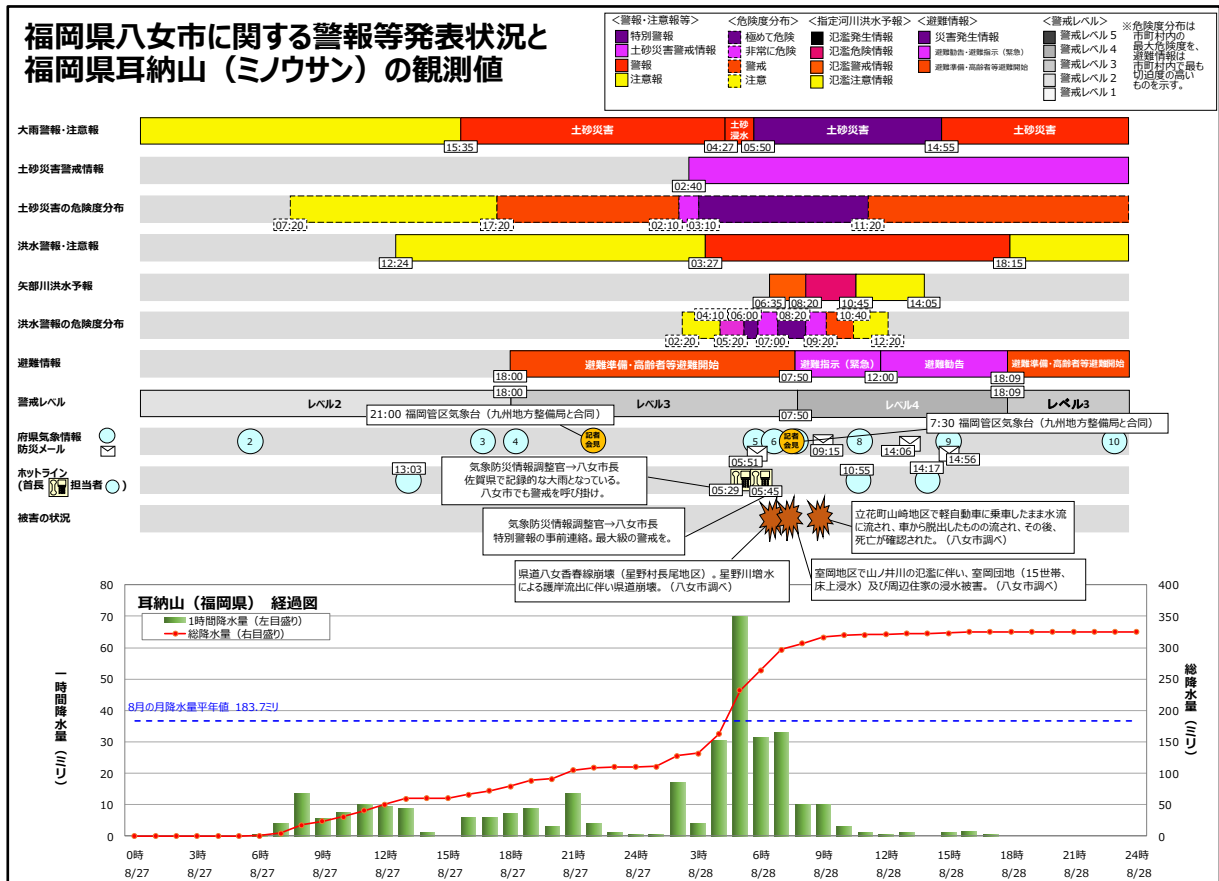 福岡県八女市に関する警報等発表状況と
福岡県耳納山（ミノウサン）の観測値
＜警報・注意報等＞
特別警報
土砂災害警戒情報
警報
注意報
＜危険度分布＞
極めて危険
非常に危険
警戒
注意
＜指定河川洪水予報＞
氾濫発生情報
氾濫危険情報
氾濫警戒情報
氾濫注意情報
＜避難情報＞
災害発生情報
避難勧告・避難指示（緊急）
避難準備・高齢者等避難開始
＜警戒レベル＞
警戒レベル５
警戒レベル４
警戒レベル３
警戒レベル２
警戒レベル１
※危険度分布は
市町村内の
最大危険度を、
避難情報は
市町村内で最も
切迫度の高い
ものを示す。
大雨警報・注意報
土砂災害
土砂
浸水
土砂災害
土砂災害
15:35
04:27
05:50
14:55
土砂災害警戒情報
02:40
土砂災害の危険度分布
07:20
17:20
02:10
03:10
11:20
洪水警報・注意報
12:24
03:27
18:15
矢部川洪水予報
06:35
08:20
10:45
14:05
洪水警報の危険度分布
04:10
06:00
08:20
10:40
02:20
05:20
07:00
09:20
12:20
避難情報
避難準備・高齢者等避難開始
避難指示（緊急）
避難勧告
避難準備・高齢者等避難開始
18:00
07:50
12:00
18:09
警戒レベル
レベル2
レベル3
レベル4
レベル3
18:00
07:50
18:09
21:00 福岡管区気象台（九州地方整備局と合同）
7:30 福岡管区気象台（九州地方整備局と合同）
府県気象情報
防災メール
2
3
4
記者
会見
5
6
記者
会見
8
9
10
05:51
09:15
14:06
14:56
ホットライン
（首長
担当者
）
13:03
05:29
05:45
10:55
14:17
気象防災情報調整官→八女市長
佐賀県で記録的な大雨となっている。
八女市でも警戒を呼び掛け。
被害の状況
気象防災情報調整官→八女市長
特別警報の事前連絡。最大級の警戒を。
立花町山崎地区で軽自動車に乗車したまま水流
に流され、車から脱出したものの流され、その後、
死亡が確認された。（八女市調べ）
県道八女香春線崩壊（星野村長尾地区）。星野川増水
による護岸流出に伴い県道崩壊。（八女市調べ）
室岡地区で山ノ井川の氾濫に伴い、室岡団地（15世帯、
床上浸水）及び周辺住家の浸水被害。（八女市調べ）
耳納山（福岡県） 経過図
1時間降水量（左目盛り）
総降水量（右目盛り）
8月の月降水量平年値 183.7ミリ
一時間降水量（ミリ）
総降水量（ミリ）
80
70
60
50
40
30
20
10
0
400
350
300
250
200
150
100
50
0
0時 3時 6時 9時 12時 15時 18時 21時 24時 3時 6時 9時 12時 15時 18時 21時 24時
8/27 8/27 8/27 8/27 8/27 8/27 8/27 8/27 8/27 8/28 8/28 8/28 8/28 8/28 8/28 8/28 8/28